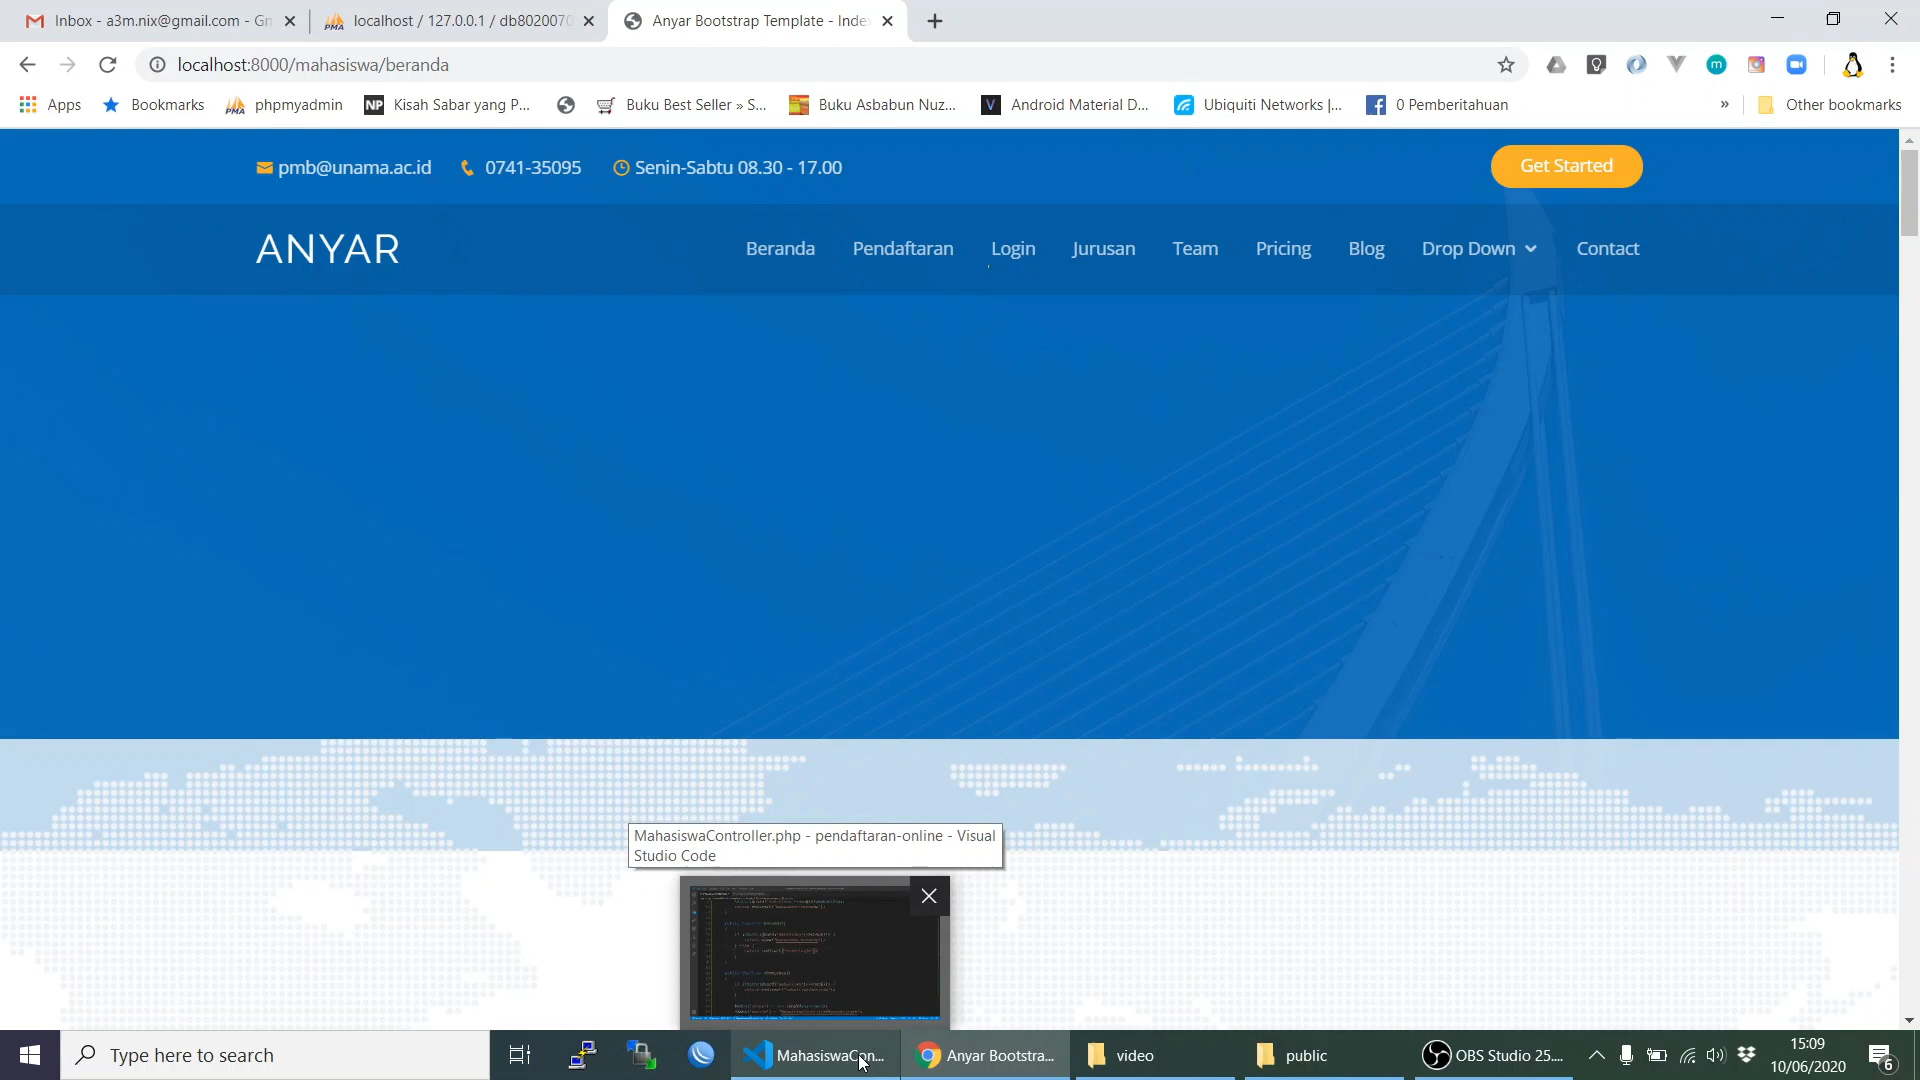 Inbox - a3m.nix@gmail.com - Gm
localhost / 127.0.0.1 / db8020070
Anyar Bootstrap Template - Index
localhost:8000/mahasiswa/beranda
Apps
Bookmarks
phpmyadmin
Kisah Sabar yang P...
Buku Best Seller » S...
Buku Asbabun Nuz...
Android Material D...
Ubiquiti Networks |...
0 Pemberitahuan
»
Other bookmarks
pmb@unama.ac.id
0741-35095
Senin-Sabtu 08.30 - 17.00
Get Started
ANYAR
Beranda
Pendaftaran
Login
Jurusan
Team
Pricing
Blog
Drop Down
Contact
MahasiswaController.php - pendaftaran-online - Visual
Studio Code
Type here to search
MahasiswaCon...
Anyar Bootstra...
video
public
OBS Studio 25....
15:09
10/06/2020
6